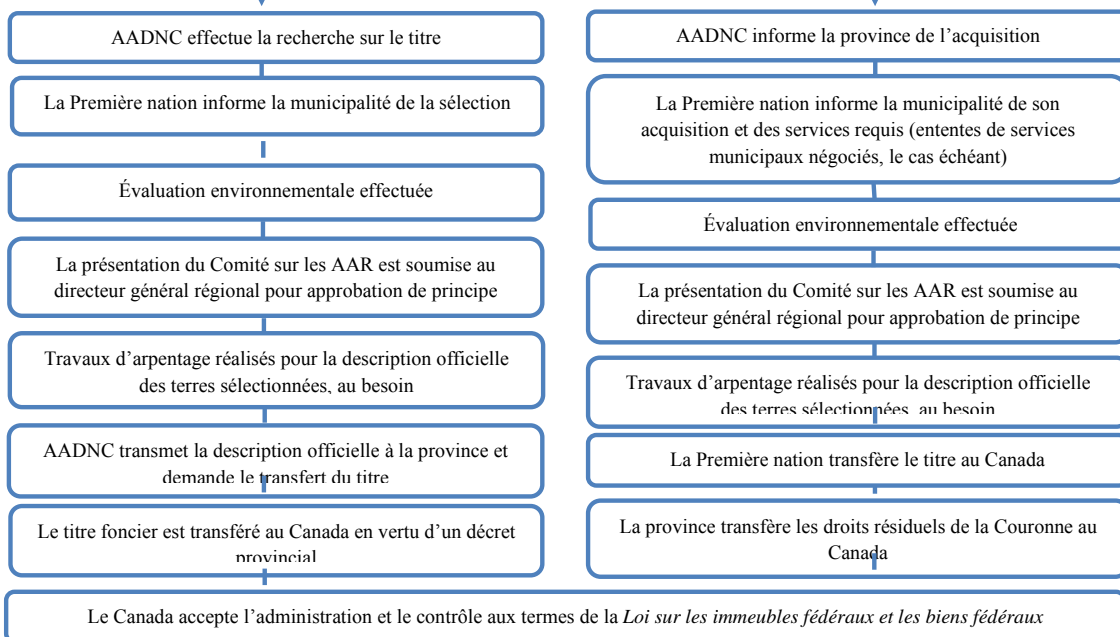 AADNC effectue la recherche sur le titre
La Première nation informe la municipalité de la sélection
Évaluation environnementale effectuée
La présentation du Comité sur les AAR est soumise au
directeur général régional pour approbation de principe
Travaux d’arpentage réalisés pour la description officielle
des terres sélectionnées, au besoin
AADNC transmet la description officielle à la province et
demande le transfert du titre
Le titre foncier est transféré au Canada en vertu d’un décret
provincial
AADNC informe la province de l’acquisition
La Première nation informe la municipalité de son
acquisition et des services requis (ententes de services
municipaux négociés, le cas échéant)
Évaluation environnementale effectuée
La présentation du Comité sur les AAR est soumise au
directeur général régional pour approbation de principe
Travaux d’arpentage réalisés pour la description officielle
des terres sélectionnées, au besoin
La Première nation transfère le titre au Canada
La province transfère les droits résiduels de la Couronne au
Canada
Le Canada accepte l’administration et le contrôle aux termes de la Loi sur les immeubles fédéraux et les biens fédéraux